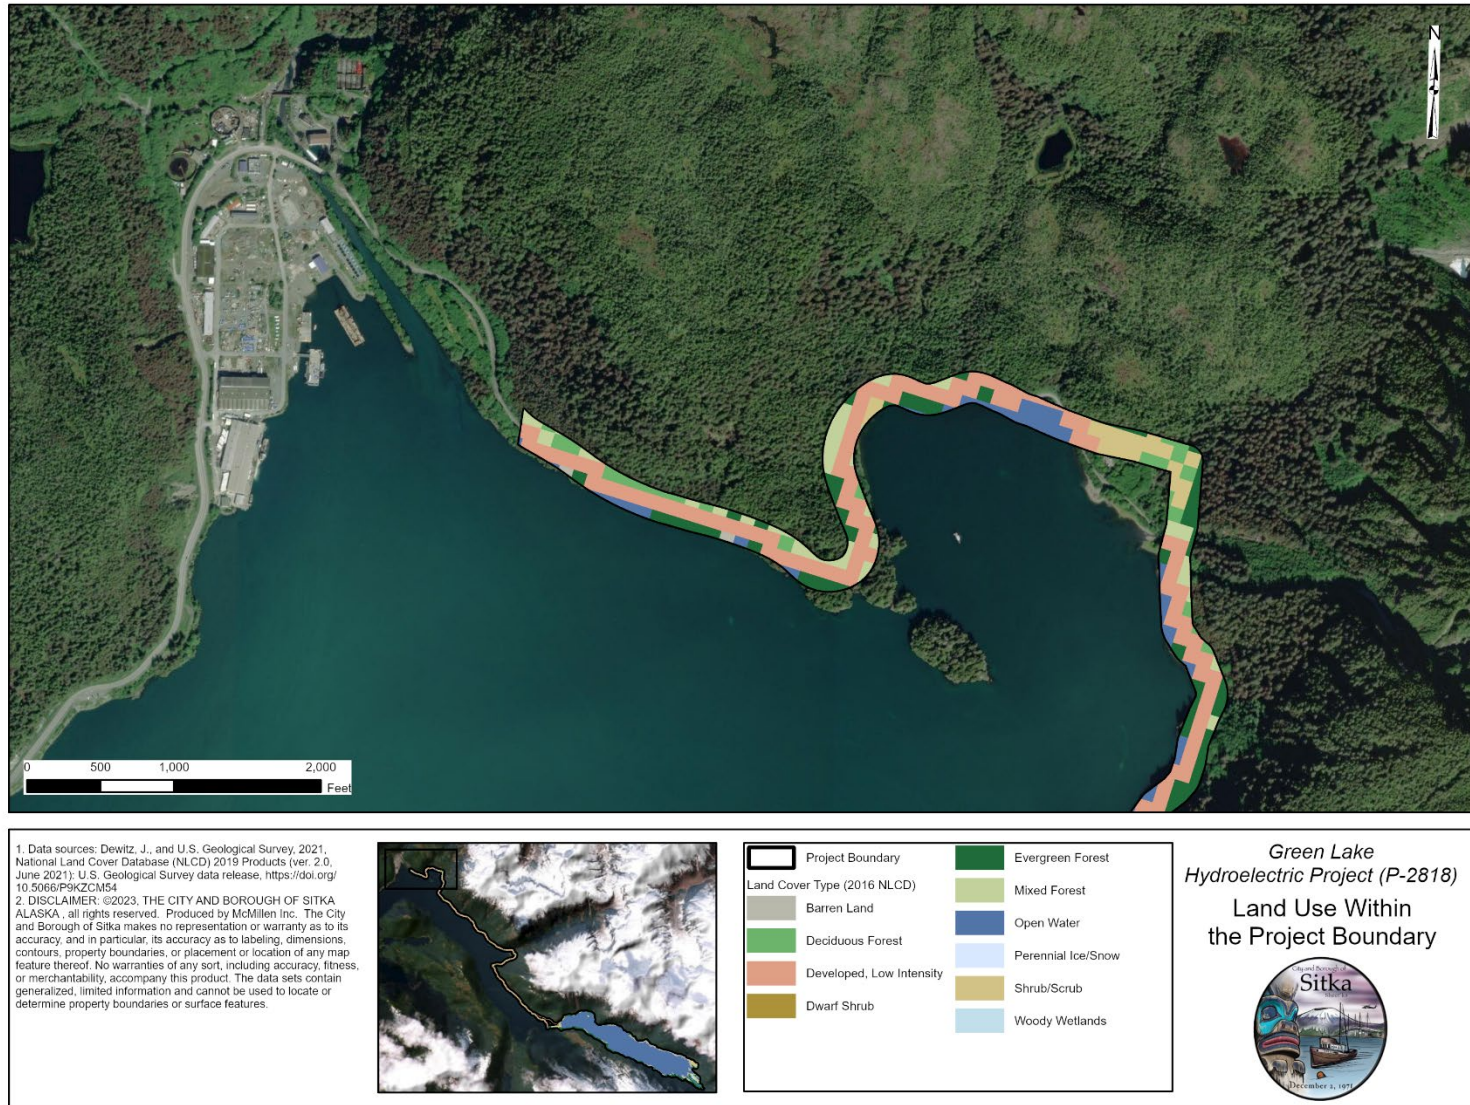 N
0 500 1,000 2,000
Feet
1. Data sources: Dewitz, J., and U.S. Geological Survey, 2021,
National Land Cover Database (NLCD) 2019 Products (ver. 2.0,
June 2021): U.S. Geological Survey data release, https://doi.org/
10.5066/P9KZCM54
2. DISCLAIMER: ©2023, THE CITY AND BOROUGH OF SITKA
ALASKA , all rights reserved. Produced by McMillen Inc. The City
and Borough of Sitka makes no representation or warranty as to its
accuracy, and in particular, its accuracy as to labeling, dimensions,
contours, property boundaries, or placement or location of any map
feature thereof. No warranties of any sort, including accuracy, fitness,
or merchantability, accompany this product. The data sets contain
generalized, limited information and cannot be used to locate or
determine property boundaries or surface features.
Project Boundary
Land Cover Type (2016 NLCD)
Barren Land
Deciduous Forest
Developed, Low Intensity
Dwarf Shrub
Evergreen Forest
Mixed Forest
Open Water
Perennial Ice/Snow
Shrub/Scrub
Woody Wetlands
Green Lake
Hydroelectric Project (P-2818)
Land Use Within
the Project Boundary
City and Borough of
Sitka
December 2, 1971